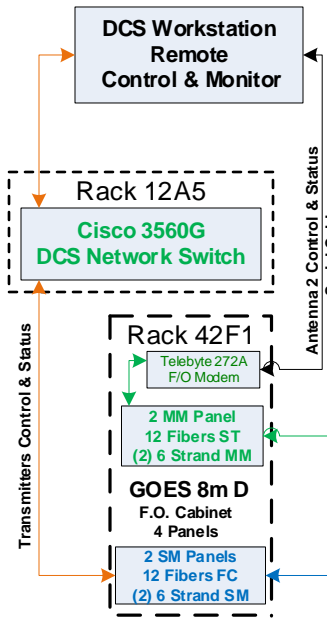 DCS Workstation
Remote
Control & Monitor
Rack 12A5
Cisco 3560G
DCS Network Switch
Antenna 2 Control & Status
Transmitters Control & Status
Rack 42F1
Telebyte 272A
F/O Modem
2 MM Panel
12 Fibers ST
(2) 6 Strand MM
GOES 8m D
F.O. Cabinet
4 Panels
2 SM Panels
12 Fibers FC
(2) 6 Strand SM